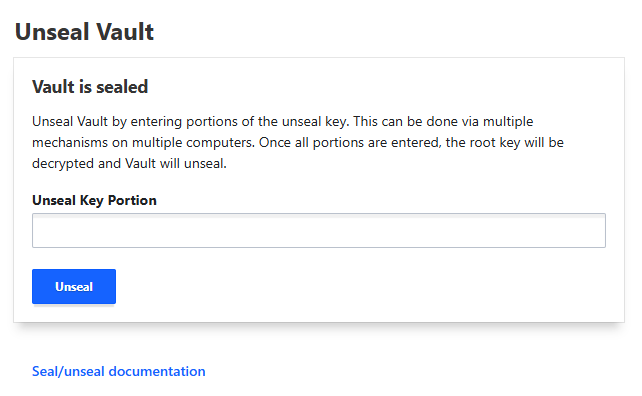 Unseal Vault
Vault is sealed
Unseal Vault by entering portions of the unseal key. This can be done via multiple
mechanisms on multiple computers. Once all portions are entered, the root key will be
decrypted and Vault will unseal.
Unseal Key Portion
Unseal
Seal/unseal documentation